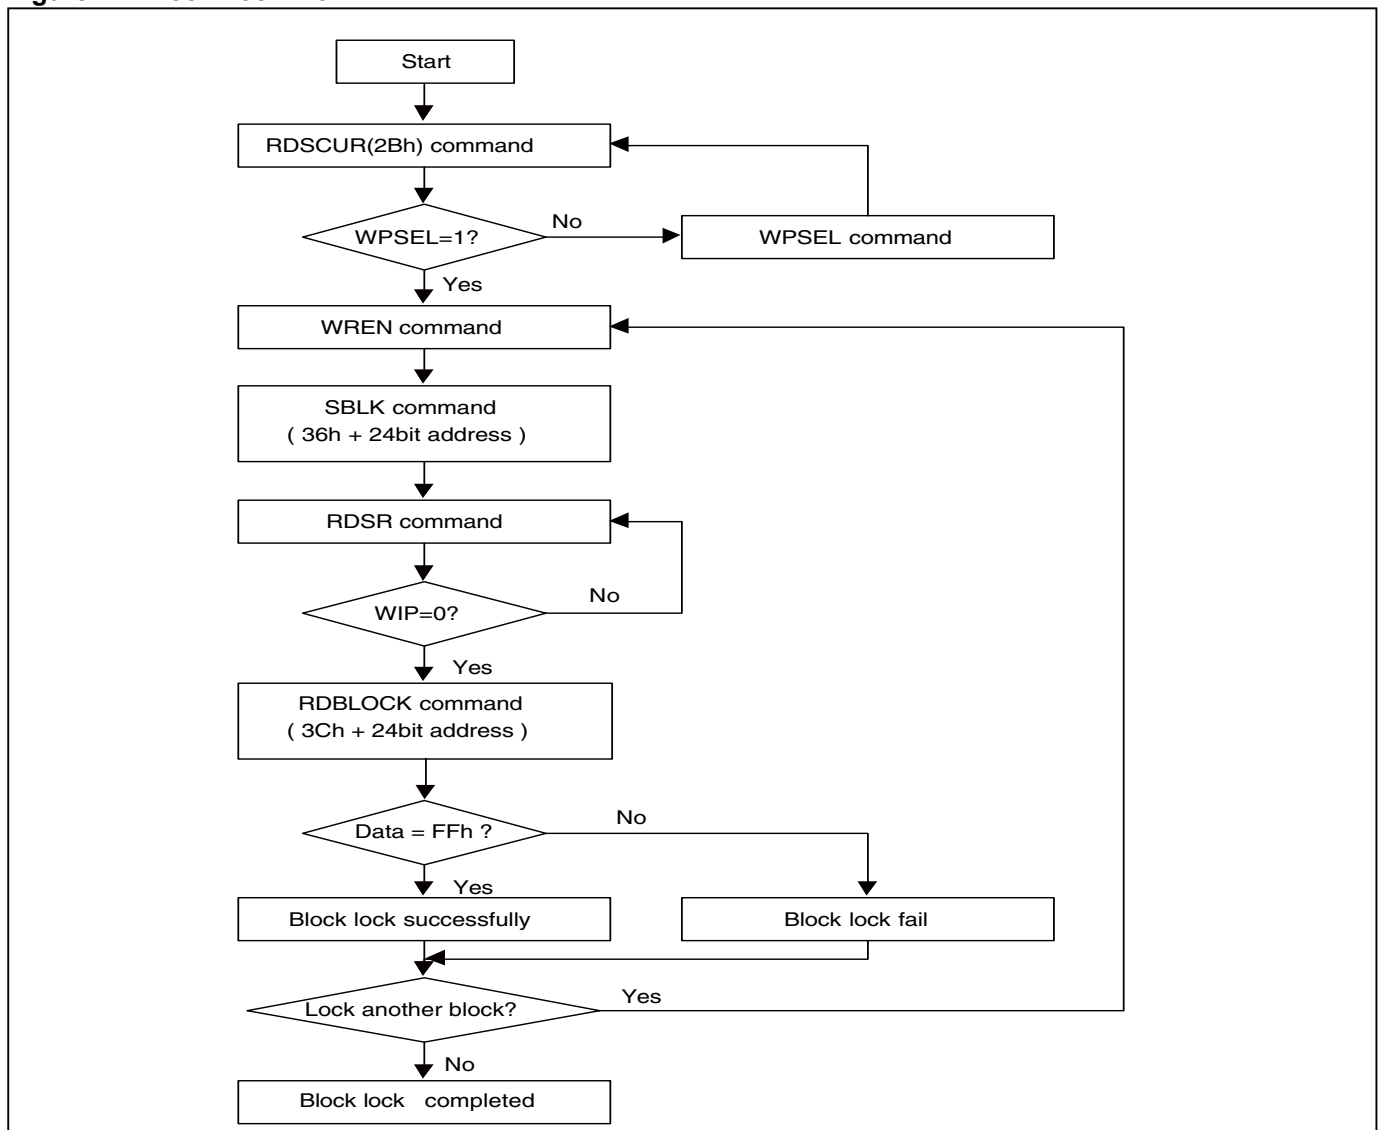 Start
RDSCUR(2Bh) command
WPSEL=1?
No
WPSEL command
Yes
WREN command
SBLK command
( 36h + 24bit address )
RDSR command
WIP=0?
No
Yes
RDBLOCK command
( 3Ch + 24bit address )
Data = FFh ?
No
Yes
Block lock successfully
Block lock fail
Lock another block?
Yes
No
Block lock completed